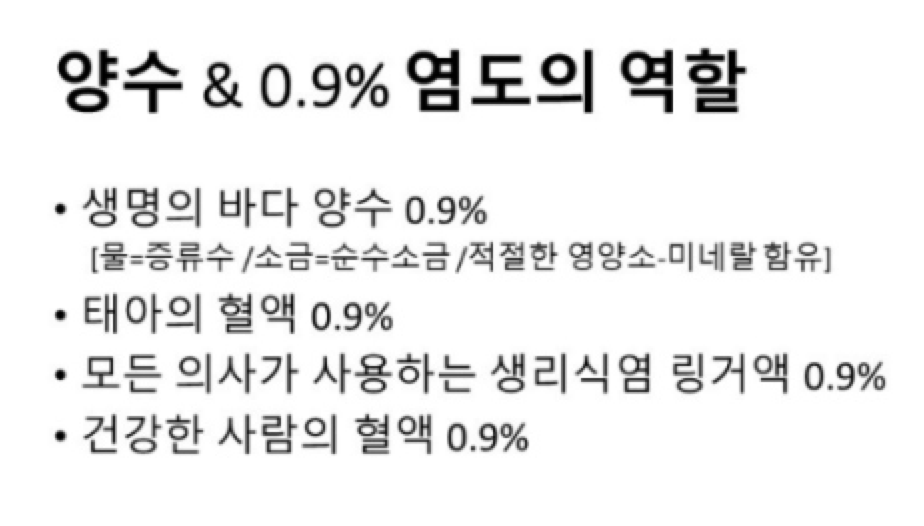 양수 & 0.9% 염도의 역할
• 생명의 바다 양수 0.9%
[물=증류수 /소금=순수소금 /적절한 영양소-미네랄 함유]
• 태아의 혈액 0.9%
• 모든 의사가 사용하는 생리식염 링거액 0.9%
• 건강한 사람의 혈액 0.9%